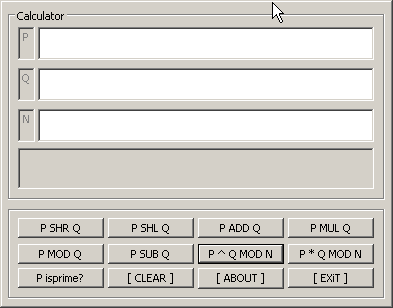 Calculator
P
Q
N
P SHR Q P SHL Q P ADD Q P MUL Q
P MOD Q P SUB Q P ^ Q MOD N P * Q MOD N
P isprime? [ CLEAR ] [ ABOUT ] [ EXiT ]